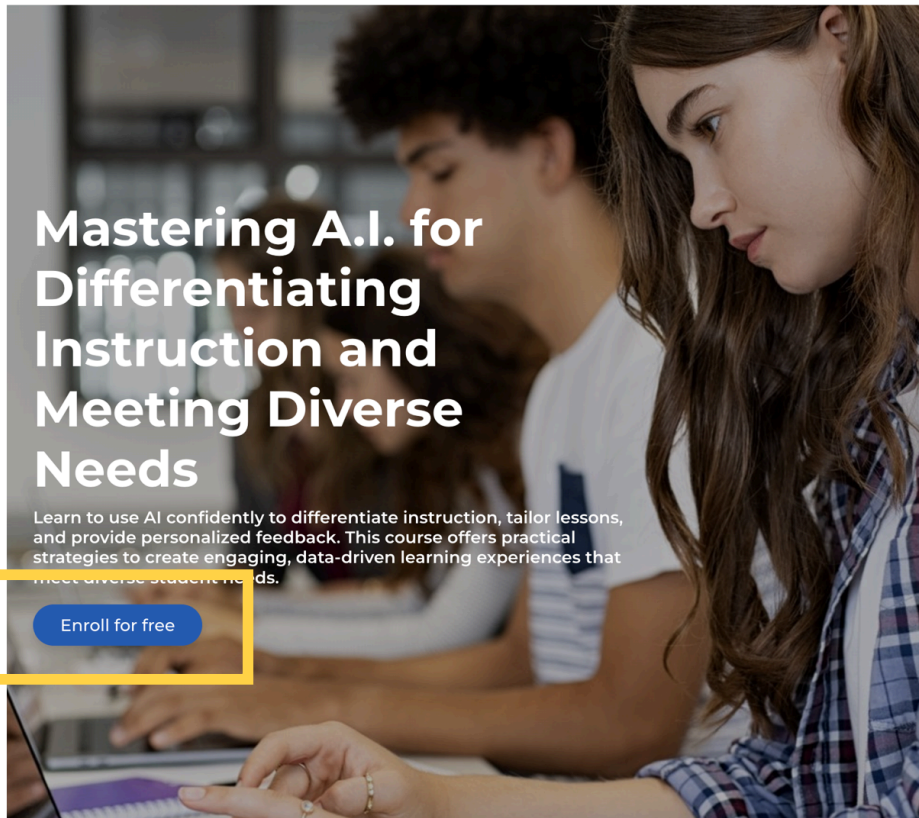 Mastering A.I. for
Differentiating
Instruction and
Meeting Diverse
Needs
Learn to use AI confidently to differentiate instruction, tailor lessons,
and provide personalized feedback. This course offers practical
strategies to create engaging, data-driven learning experiences that
meet diverse student needs.
Enroll for free